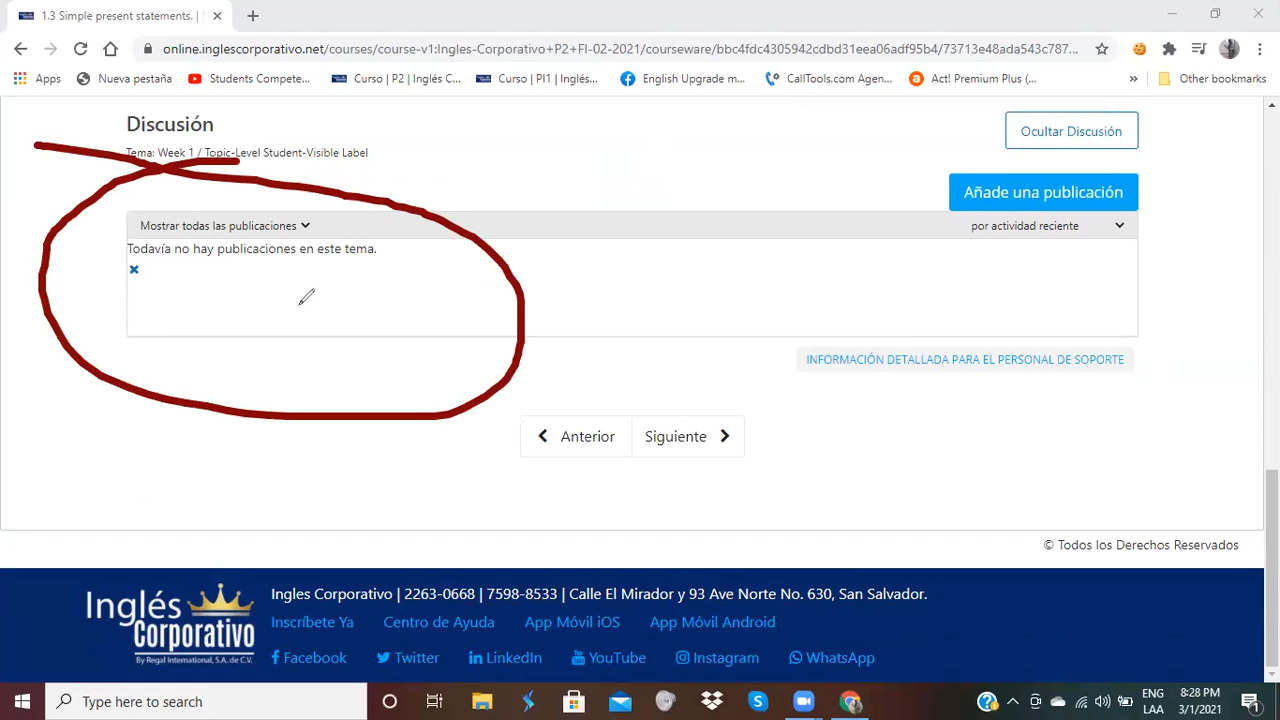 1.3 Simple present statements. |
online.inglescorporativo.net/courses/course-v1:Ingles-Corporativo+P2+FI-02-2021/courseware/bbc4fdc4305942cdbd31eea06adf95b4/73713e48ada543c787...
Apps Nueva pestaña Students Compete... Curso | P2 | Inglés C... Curso | PI1 | Inglés... English Upgrade m... CallTools.com Agen... Act! Premium Plus (... » Other bookmarks
Discusión
Ocultar Discusión
Tema: Week 1 / Topic-Level Student-Visible Label
Añade una publicación
Mostrar todas las publicaciones por actividad reciente
Todavía no hay publicaciones en este tema.
INFORMACIÓN DETALLADA PARA EL PERSONAL DE SOPORTE
Anterior Siguiente
© Todos los Derechos Reservados
Inglés Corporativo
By Regal International, S.A. de C.V.
Ingles Corporativo | 2263-0668 | 7598-8533 | Calle El Mirador y 93 Ave Norte No. 630, San Salvador.
Inscríbete Ya Centro de Ayuda App Móvil iOS App Móvil Android
Facebook Twitter LinkedIn YouTube Instagram WhatsApp
Type here to search
ENG 8:28 PM
LAA 3/1/2021